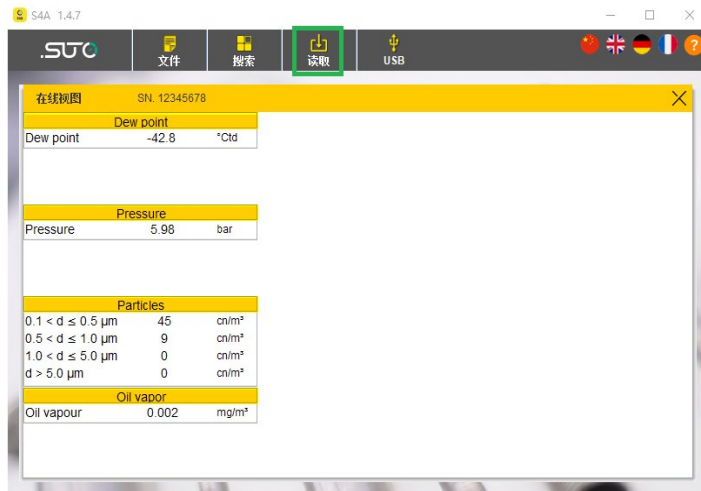 S4A 1.4.7
.SUTO
文件
搜索
读取
USB
?
在线视图 SN. 12345678
Dew point
Dew point -42.8 °Ctd
Pressure
Pressure 5.98 bar
Particles
0.1 < d ≤ 0.5 µm 45 cn/m³
0.5 < d ≤ 1.0 µm 9 cn/m³
1.0 < d ≤ 5.0 µm 0 cn/m³
d > 5.0 µm 0 cn/m³
Oil vapor
Oil vapour 0.002 mg/m³